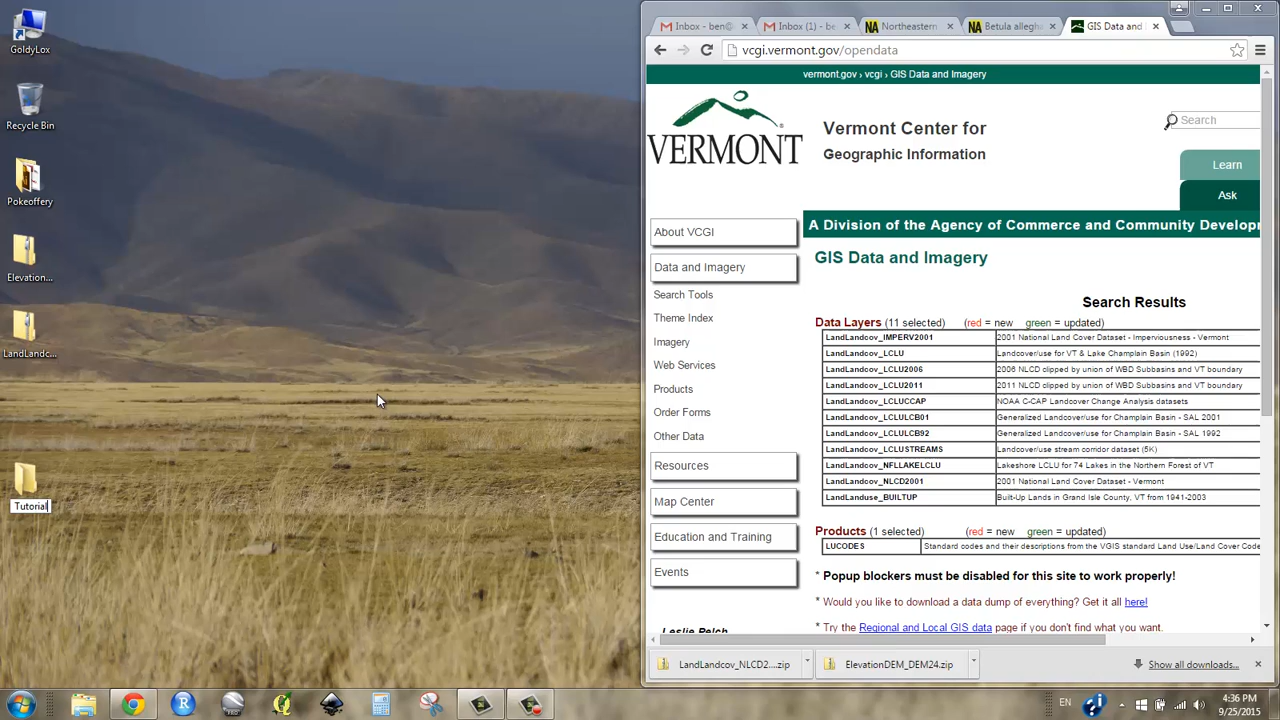 GoldyLox
Recycle Bin
Pokeoffery
Elevation...
LandLandc...
Tutorial
Inbox - ben@
Inbox (1) - be
Northeastern
Betula allegh
GIS Data and
vcgi.vermont.gov/opendata
vermont.gov › vcgi › GIS Data and Imagery
VERMONT
Vermont Center for
Geographic Information
Search
Learn
Ask
A Division of the Agency of Commerce and Community Develop
About VCGI
Data and Imagery
Search Tools
Theme Index
Imagery
Web Services
Products
Order Forms
Other Data
Resources
Map Center
Education and Training
Events
Leslie Pelch
GIS Data and Imagery
Search Results
Data Layers (11 selected) (red = new green = updated)
LandLandcov_IMPERV2001 2001 National Land Cover Dataset - Imperviousness - Vermont
LandLandcov_LCLU Landcover/use for VT & Lake Champlain Basin (1992)
LandLandcov_LCLU2006 2006 NLCD clipped by union of WBD Subbasins and VT boundary
LandLandcov_LCLU2011 2011 NLCD clipped by union of WBD Subbasins and VT boundary
LandLandcov_LCLUCCAP NOAA C-CAP Landcover Change Analysis datasets
LandLandcov_LCLULCB01 Generalized Landcover/use for Champlain Basin - SAL 2001
LandLandcov_LCLULCB92 Generalized Landcover/use for Champlain Basin - SAL 1992
LandLandcov_LCLUSTREAMS Landcover/use stream corridor dataset (5K)
LandLandcov_NFLLAKELCLU Lakeshore LCLU for 74 Lakes in the Northern Forest of VT
LandLandcov_NLCD2001 2001 National Land Cover Dataset - Vermont
LandLanduse_BUILTUP Built-Up Lands in Grand Isle County, VT from 1941-2003
Products (1 selected) (red = new green = updated)
LUCODES Standard codes and their descriptions from the VGIS standard Land Use/Land Cover Code
* Popup blockers must be disabled for this site to work properly!
* Would you like to download a data dump of everything? Get it all here!
* Try the Regional and Local GIS data page if you don't find what you want.
LandLandcov_NLCD2....zip
ElevationDEM_DEM24.zip
Show all downloads...
EN
4:36 PM
9/25/2015